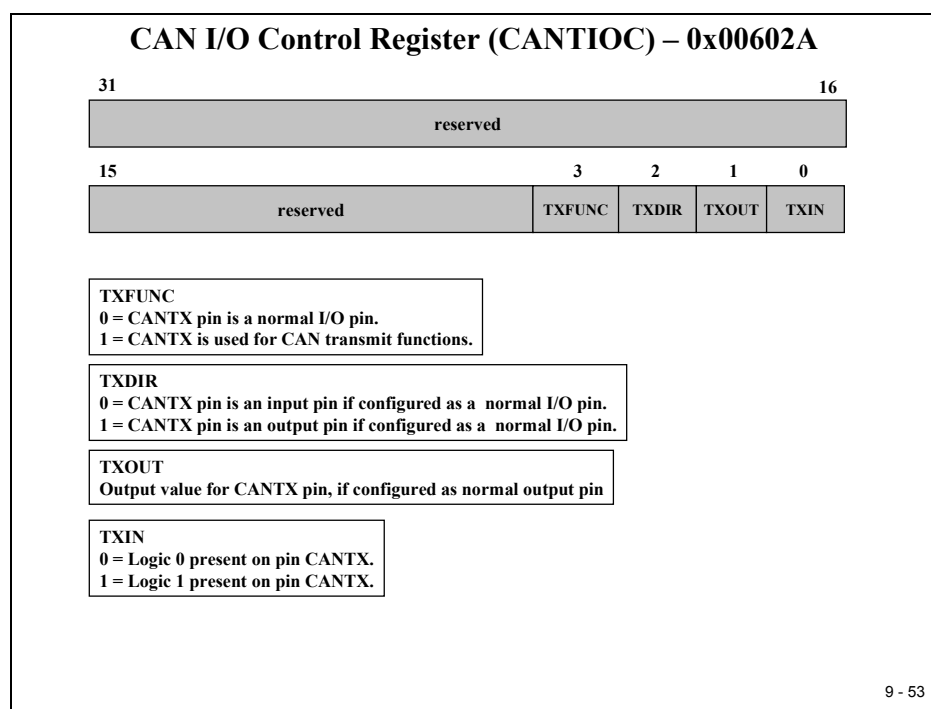 CAN I/O Control Register (CANTIOC) – 0x00602A
31 16
reserved
15 3 2 1 0
reserved TXFUNC TXDIR TXOUT TXIN
TXFUNC
0 = CANTX pin is a normal I/O pin.
1 = CANTX is used for CAN transmit functions.
TXDIR
0 = CANTX pin is an input pin if configured as a normal I/O pin.
1 = CANTX pin is an output pin if configured as a normal I/O pin.
TXOUT
Output value for CANTX pin, if configured as normal output pin
TXIN
0 = Logic 0 present on pin CANTX.
1 = Logic 1 present on pin CANTX.
9 - 53